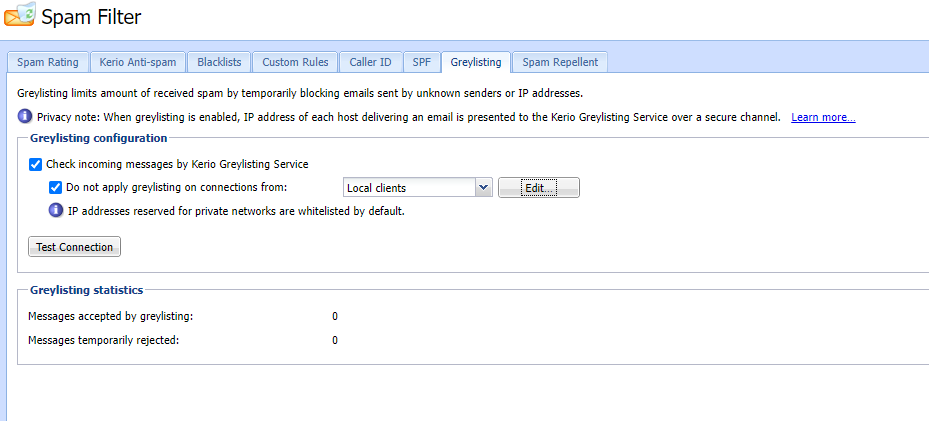 Spam Filter
Spam Rating Kerio Anti-spam Blacklists Custom Rules Caller ID SPF Greylisting Spam Repellent
Greylisting limits amount of received spam by temporarily blocking emails sent by unknown senders or IP addresses.
Privacy note: When greylisting is enabled, IP address of each host delivering an email is presented to the Kerio Greylisting Service over a secure channel. Learn more...
Greylisting configuration
Check incoming messages by Kerio Greylisting Service
Do not apply greylisting on connections from: Local clients Edit...
IP addresses reserved for private networks are whitelisted by default.
Test Connection
Greylisting statistics
Messages accepted by greylisting: 0
Messages temporarily rejected: 0